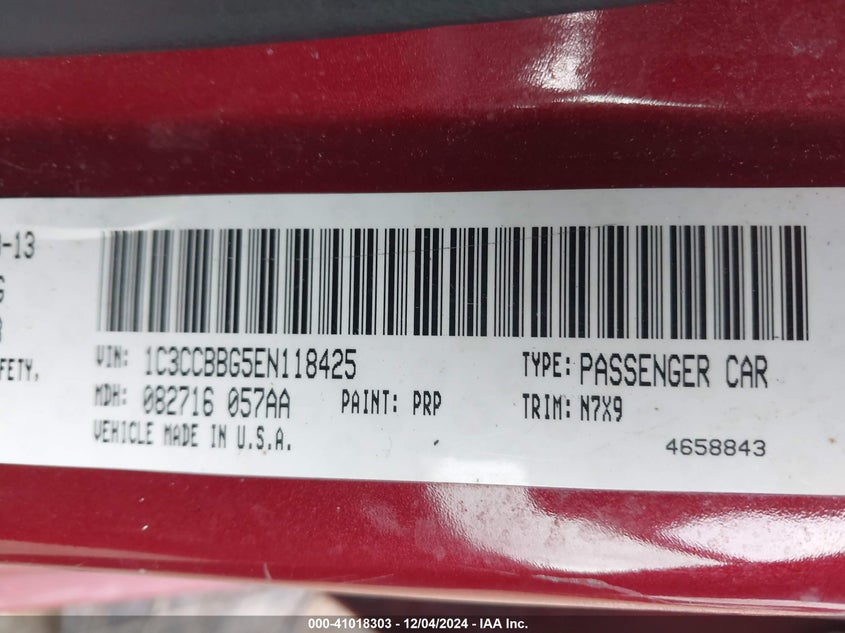 -13
G
FETY,
VIN: 1C3CCBBG5EN118425 TYPE: PASSENGER CAR
MDH: 082716 057AA PAINT: PRP TRIM: N7X9
VEHICLE MADE IN U.S.A. 4658843
000-41018303 - 12/04/2024 - IAA Inc.